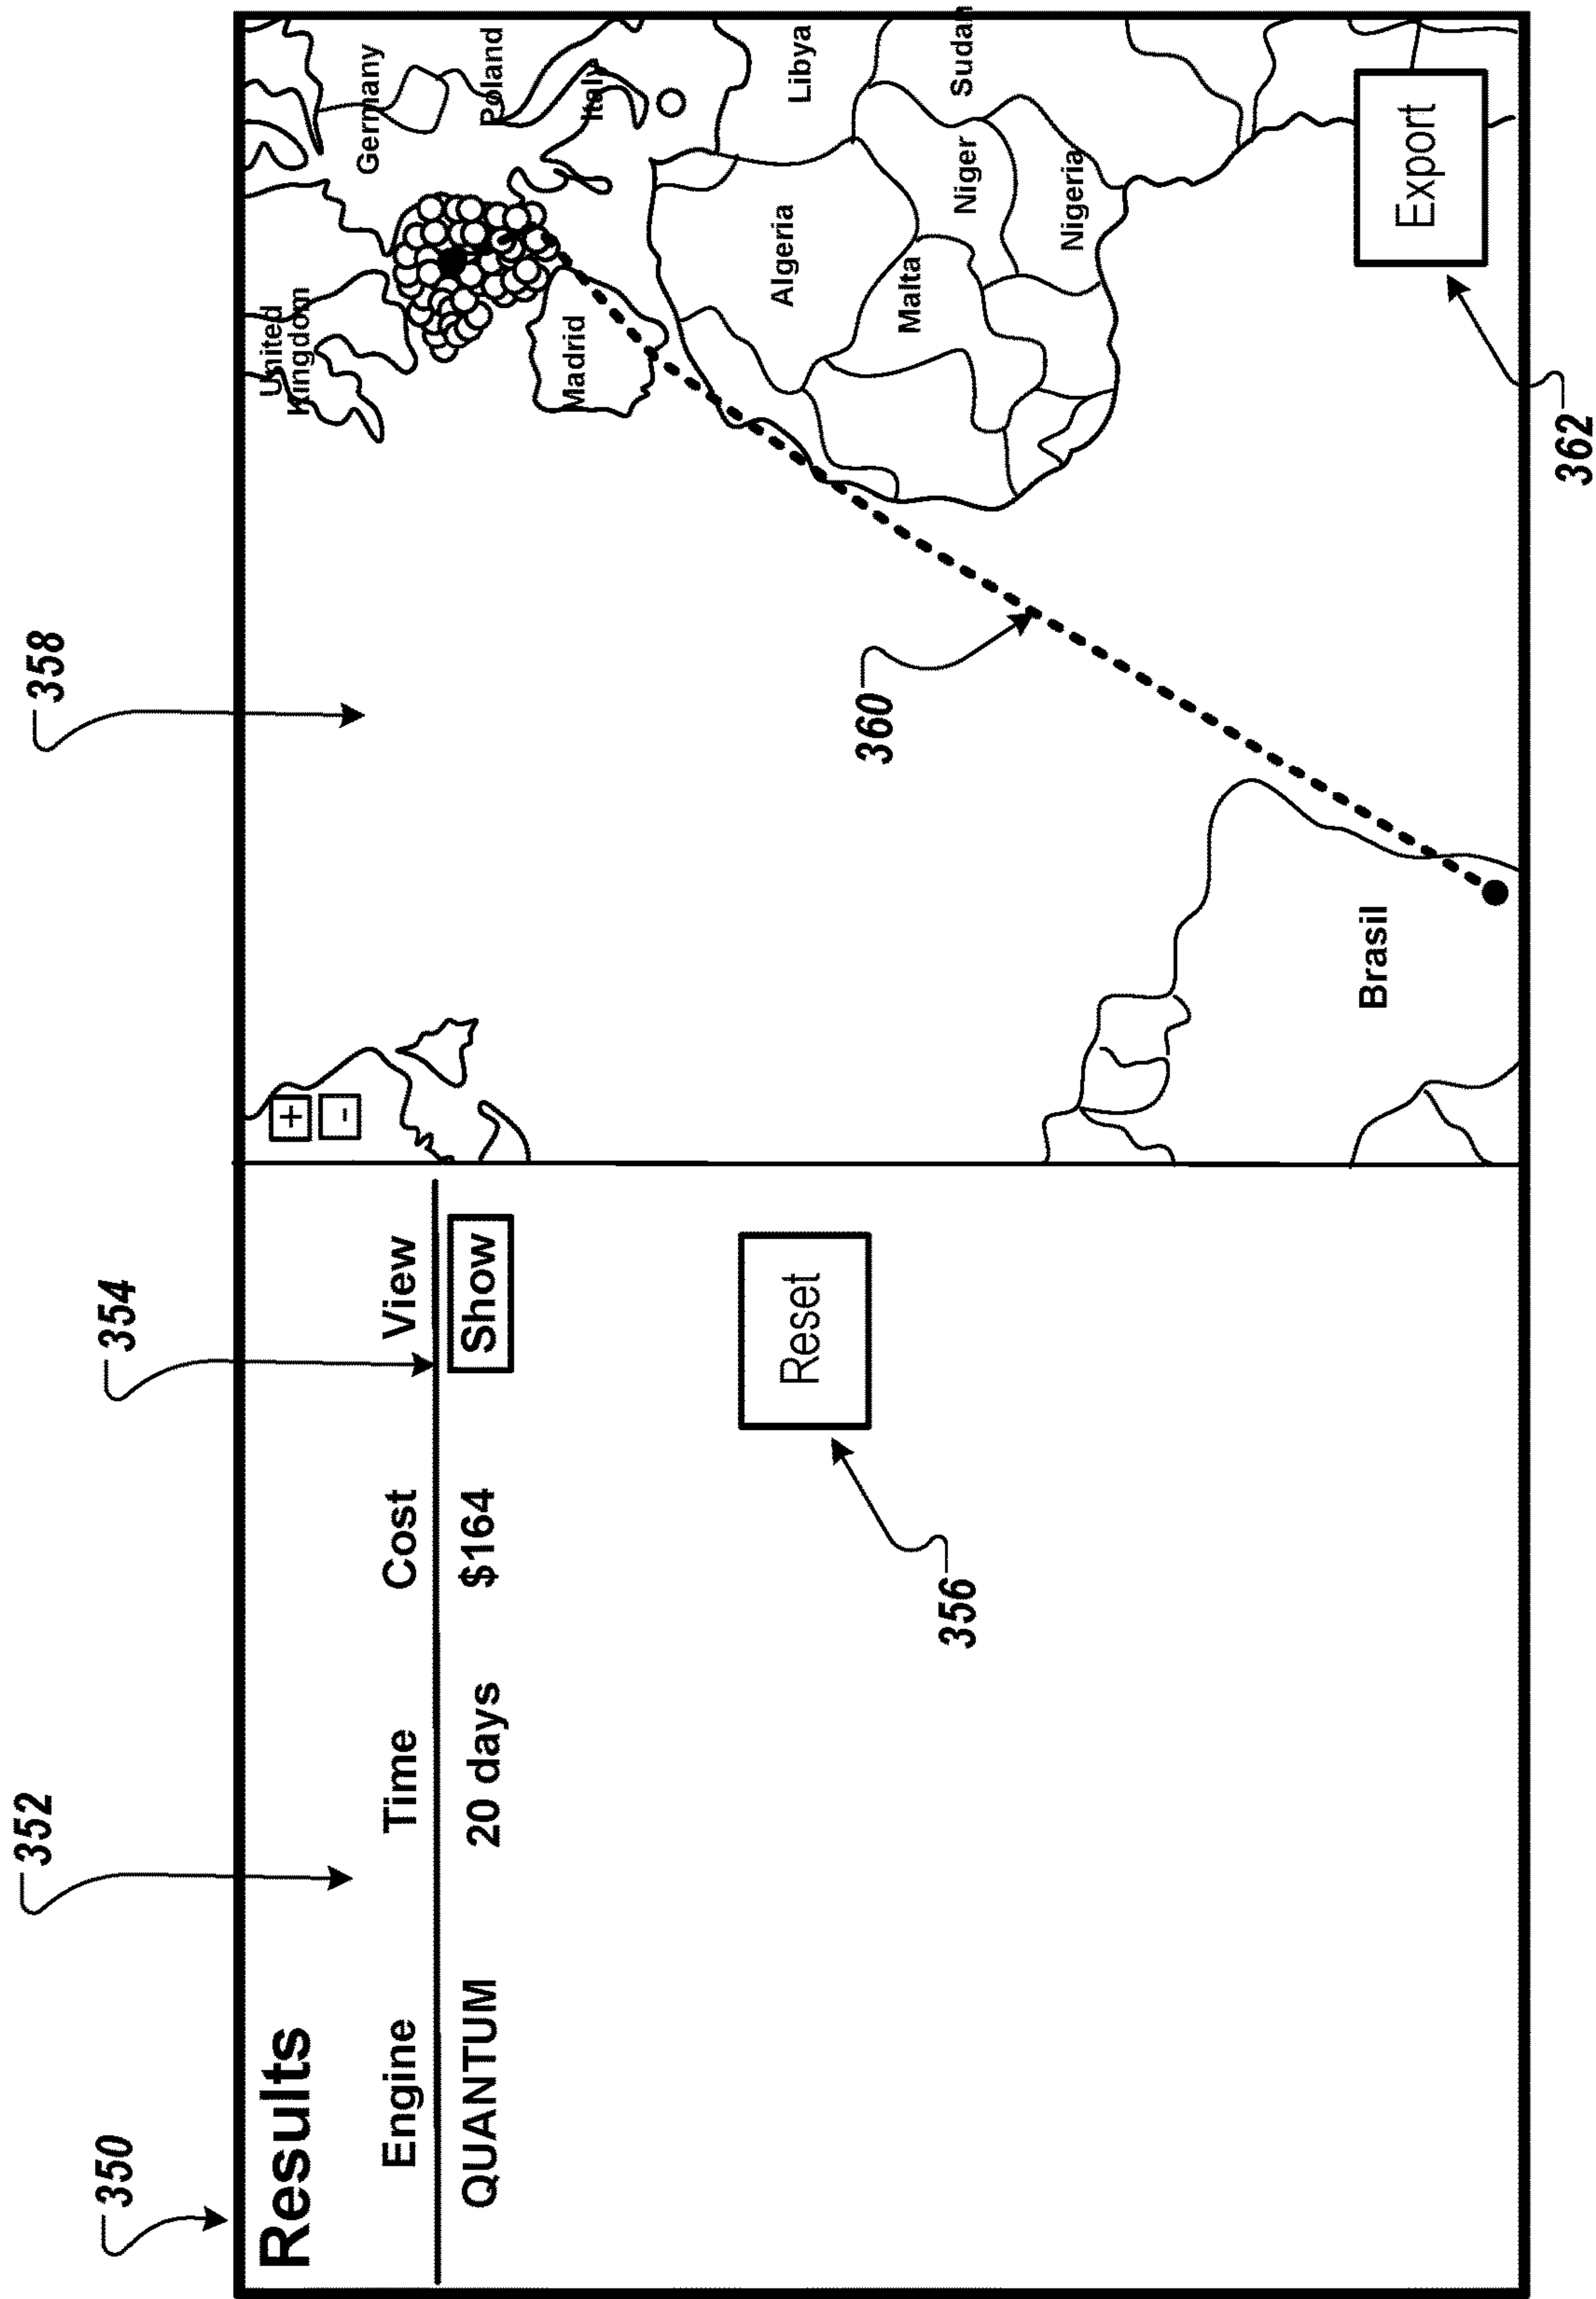 350
352
354
358
Results
Engine Time Cost View
QUANTUM 20 days $164 Show
Reset
356
+
-
United
Kingdom
Germany
Poland
Italy
Madrid
Algeria
Libya
Malta
Niger
Sudan
Nigeria
360
Brasil
Export
362